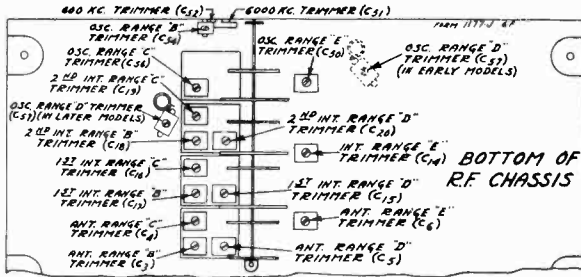 600 KC. TRIMMER (C52)
6000 KC. TRIMMER (C51)
FORM 1177-J 6P
OSC. RANGE "B"
TRIMMER (C54)
OSC. RANGE "C"
TRIMMER (C56)
OSC. RANGE "E"
TRIMMER (C50)
OSC. RANGE "D"
TRIMMER (C57)
(IN EARLY MODELS)
2ND INT. RANGE "C"
TRIMMER (C19)
OSC. RANGE "D" TRIMMER
(C57) (IN LATER MODELS)
2ND INT. RANGE "B"
TRIMMER (C18)
2ND INT. RANGE "D"
TRIMMER (C20)
INT. RANGE "E"
TRIMMER (C14)
1ST INT. RANGE "C"
TRIMMER (C16)
1ST INT. RANGE "B"
TRIMMER (C13)
1ST INT. RANGE "D"
TRIMMER (C15)
BOTTOM OF
R.F. CHASSIS
ANT. RANGE "C"
TRIMMER (C4)
ANT. RANGE "E"
TRIMMER (C6)
ANT. RANGE "B"
TRIMMER (C3)
ANT. RANGE "D"
TRIMMER (C5)